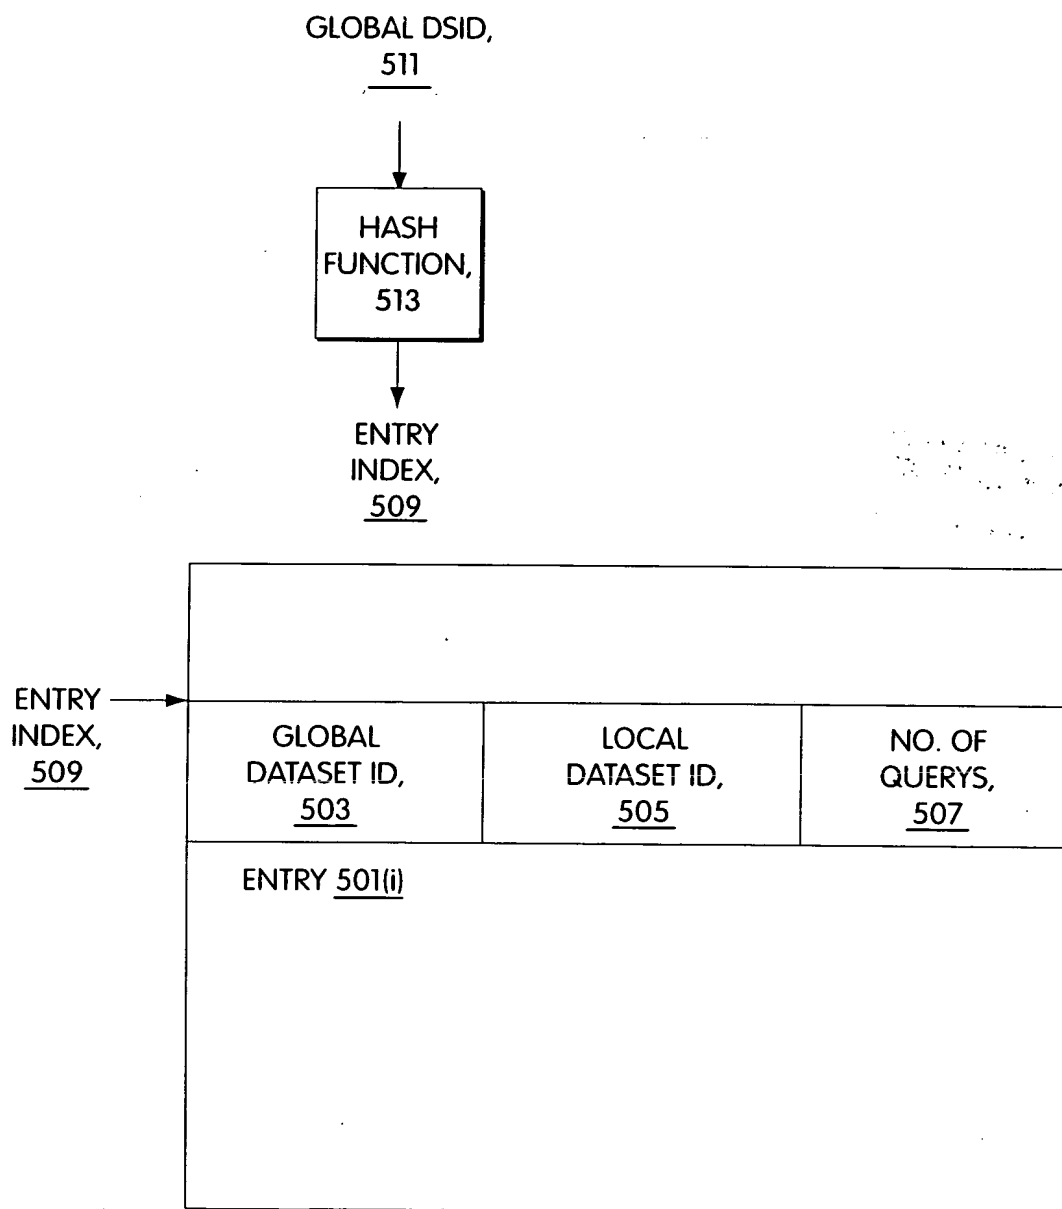 GLOBAL DSID,
511
HASH
FUNCTION,
513
ENTRY
INDEX,
509
ENTRY
INDEX,
509
GLOBAL
DATASET ID,
503
LOCAL
DATASET ID,
505
NO. OF
QUERYS,
507
ENTRY 501(i)